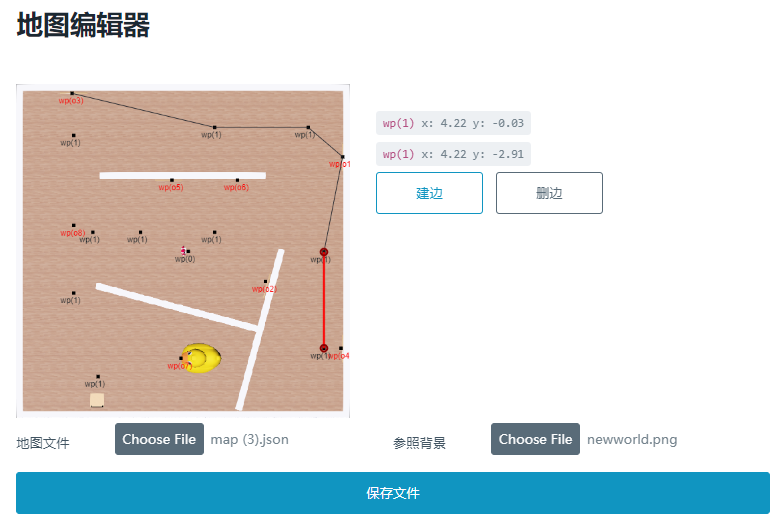 地图编辑器
wp(o3)
wp(1)
wp(1)
wp(1)
wp(o1
wp(o5)
wp(o6)
wp(o8)
wp(1)
wp(1)
wp(1)
wp(0)
wp(1)
wp(o2)
wp(1)
wp(1)
wp(o4
wp(o7)
wp(1)
wp(1) x: 4.22 y: -0.03
wp(1) x: 4.22 y: -2.91
建边
删边
地图文件
Choose File
map (3).json
参照背景
Choose File
newworld.png
保存文件